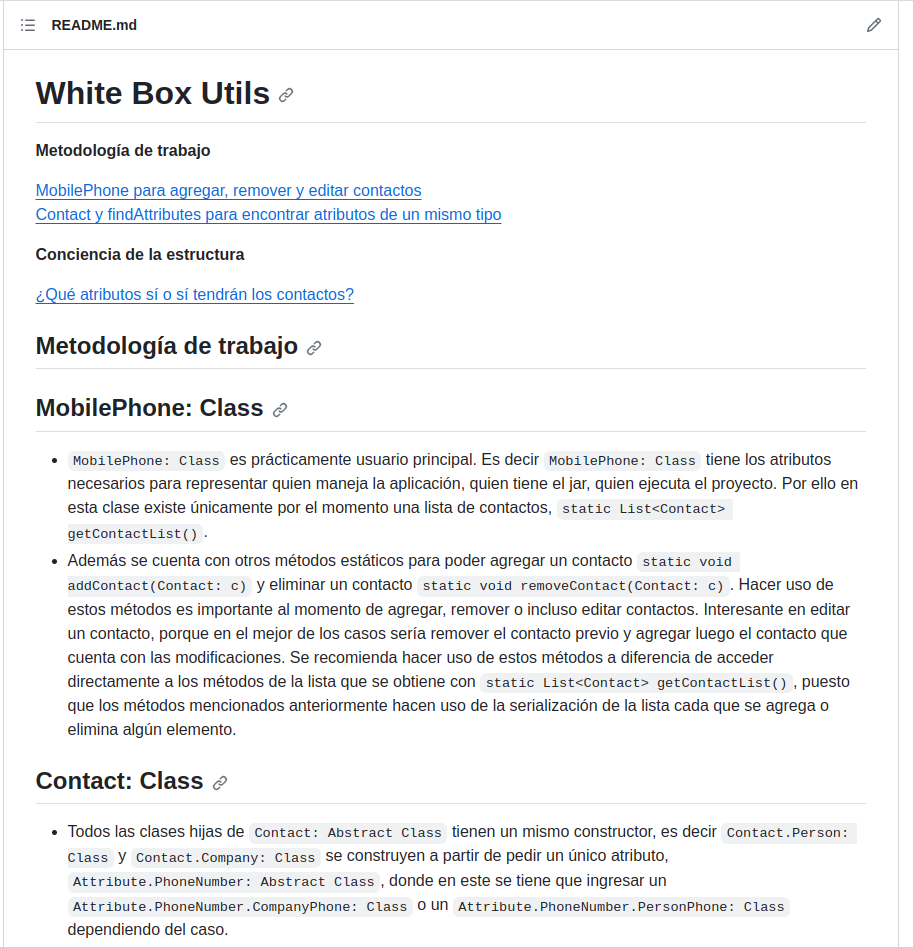 README.md
White Box Utils
Metodología de trabajo
MobilePhone para agregar, remover y editar contactos
Contact y findAttributes para encontrar atributos de un mismo tipo
Conciencia de la estructura
¿Qué atributos sí o sí tendrán los contactos?
Metodología de trabajo
MobilePhone: Class
MobilePhone: Class es prácticamente usuario principal. Es decir MobilePhone: Class tiene los atributos
necesarios para representar quien maneja la aplicación, quien tiene el jar, quien ejecuta el proyecto. Por ello en
esta clase existe únicamente por el momento una lista de contactos, static List<Contact>
getContactList() .
Además se cuenta con otros métodos estáticos para poder agregar un contacto static void
addContact(Contact: c) y eliminar un contacto static void removeContact(Contact: c) . Hacer uso de
estos métodos es importante al momento de agregar, remover o incluso editar contactos. Interesante en editar
un contacto, porque en el mejor de los casos sería remover el contacto previo y agregar luego el contacto que
cuenta con las modificaciones. Se recomienda hacer uso de estos métodos a diferencia de acceder
directamente a los métodos de la lista que se obtiene con static List<Contact> getContactList() , puesto
que los métodos mencionados anteriormente hacen uso de la serialización de la lista cada que se agrega o
elimina algún elemento.
Contact: Class
Todos las clases hijas de Contact: Abstract Class tienen un mismo constructor, es decir Contact.Person:
Class y Contact.Company: Class se construyen a partir de pedir un único atributo,
Attribute.PhoneNumber: Abstract Class , donde en este se tiene que ingresar un
Attribute.PhoneNumber.CompanyPhone: Class o un Attribute.PhoneNumber.PersonPhone: Class
dependiendo del caso.